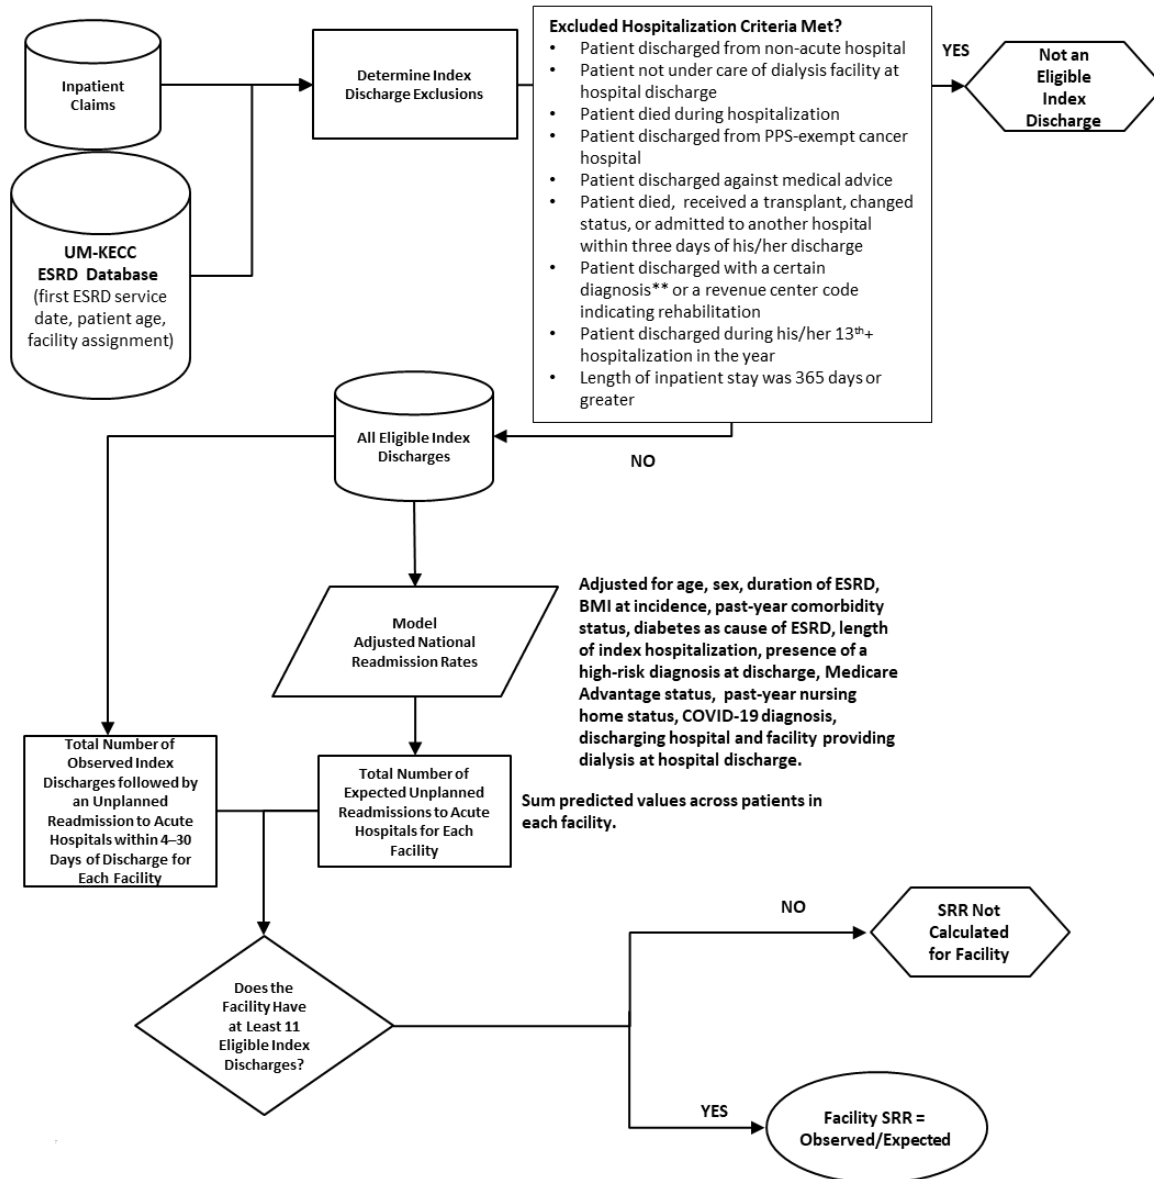 Inpatient
Claims
UM-KECC
ESRD Database
(first ESRD service
date, patient age,
facility assignment)
Determine Index
Discharge Exclusions
Excluded Hospitalization Criteria Met?
• Patient discharged from non-acute hospital
• Patient not under care of dialysis facility at
hospital discharge
• Patient died during hospitalization
• Patient discharged from PPS-exempt cancer
hospital
• Patient discharged against medical advice
• Patient died, received a transplant, changed
status, or admitted to another hospital
within three days of his/her discharge
• Patient discharged with a certain
diagnosis** or a revenue center code
indicating rehabilitation
• Patient discharged during his/her 13th+
hospitalization in the year
• Length of inpatient stay was 365 days or
greater
YES
Not an
Eligible
Index
Discharge
NO
All Eligible Index
Discharges
Model
Adjusted National
Readmission Rates
Adjusted for age, sex, duration of ESRD,
BMI at incidence, past-year comorbidity
status, diabetes as cause of ESRD, length
of index hospitalization, presence of a
high-risk diagnosis at discharge, Medicare
Advantage status, past-year nursing
home status, COVID-19 diagnosis,
discharging hospital and facility providing
dialysis at hospital discharge.
Total Number of
Observed Index
Discharges followed by
an Unplanned
Readmission to Acute
Hospitals within 4–30
Days of Discharge for
Each Facility
Total Number of
Expected Unplanned
Readmissions to Acute
Hospitals for Each
Facility
Sum predicted values across patients in
each facility.
Does the
Facility Have
at Least 11
Eligible Index
Discharges?
NO
SRR Not
Calculated
for Facility
YES
Facility SRR =
Observed/Expected